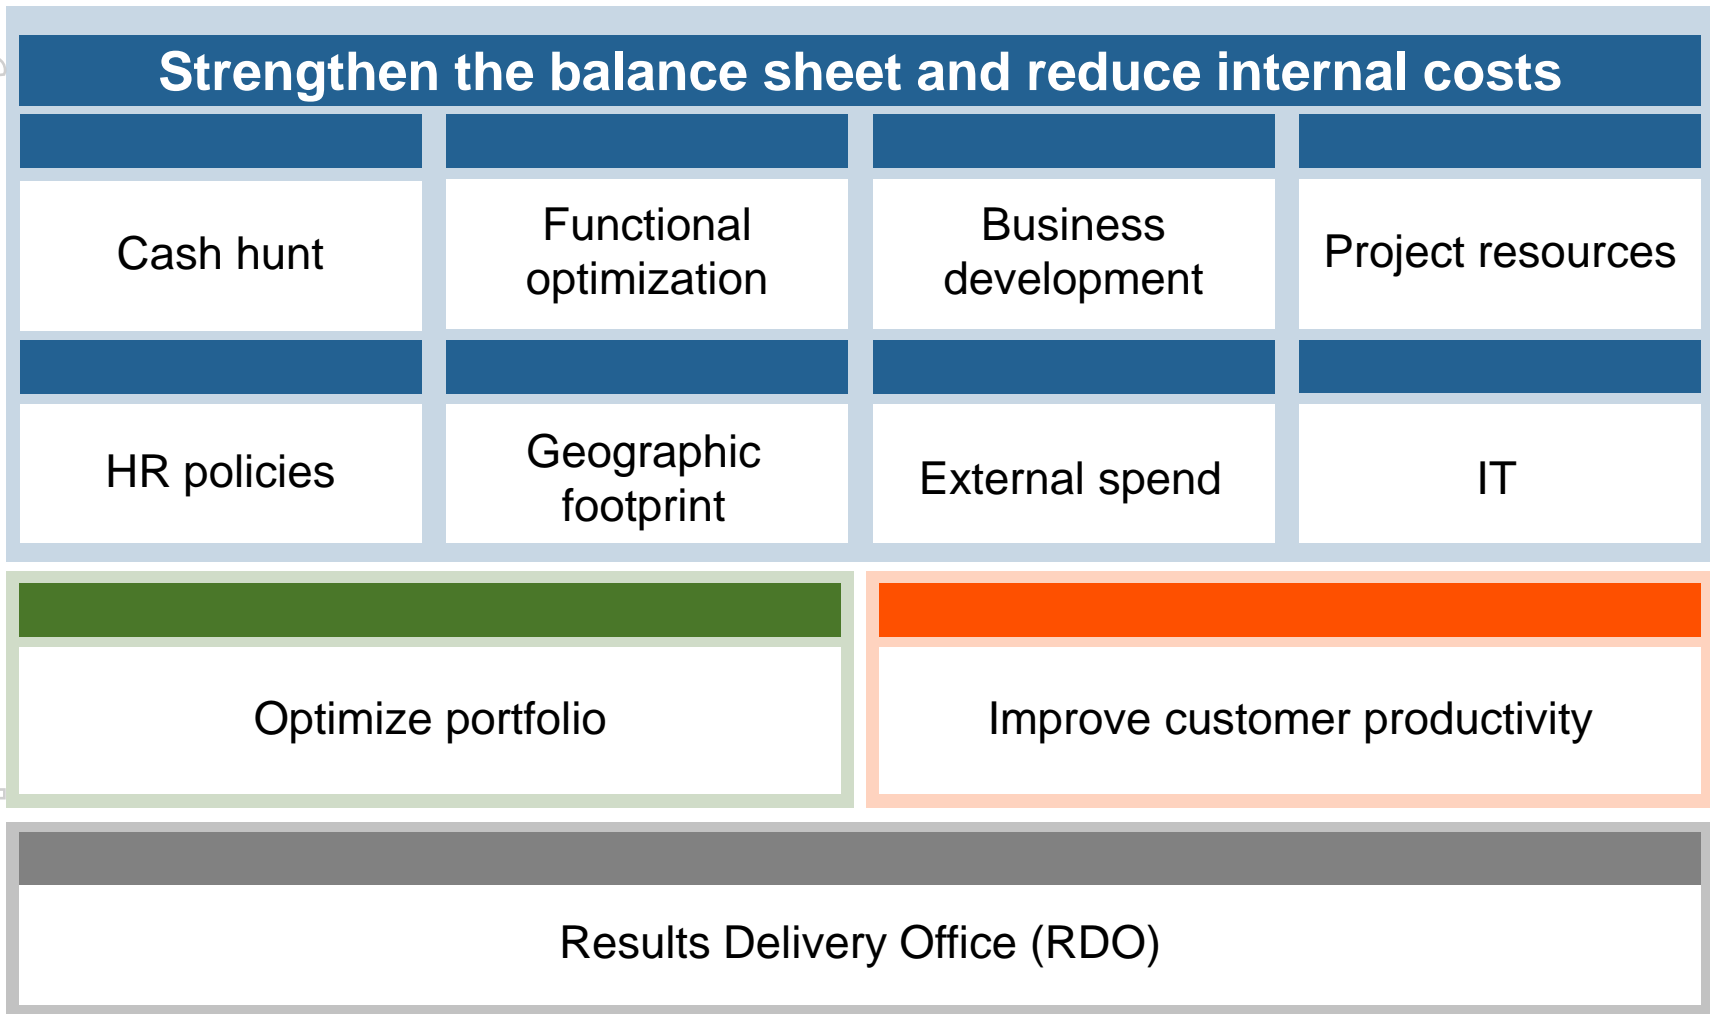 Strengthen the balance sheet and reduce internal costs
Cash hunt
Functional
optimization
Business
development
Project resources
HR policies
Geographic
footprint
External spend
IT
Optimize portfolio
Improve customer productivity
Results Delivery Office (RDO)